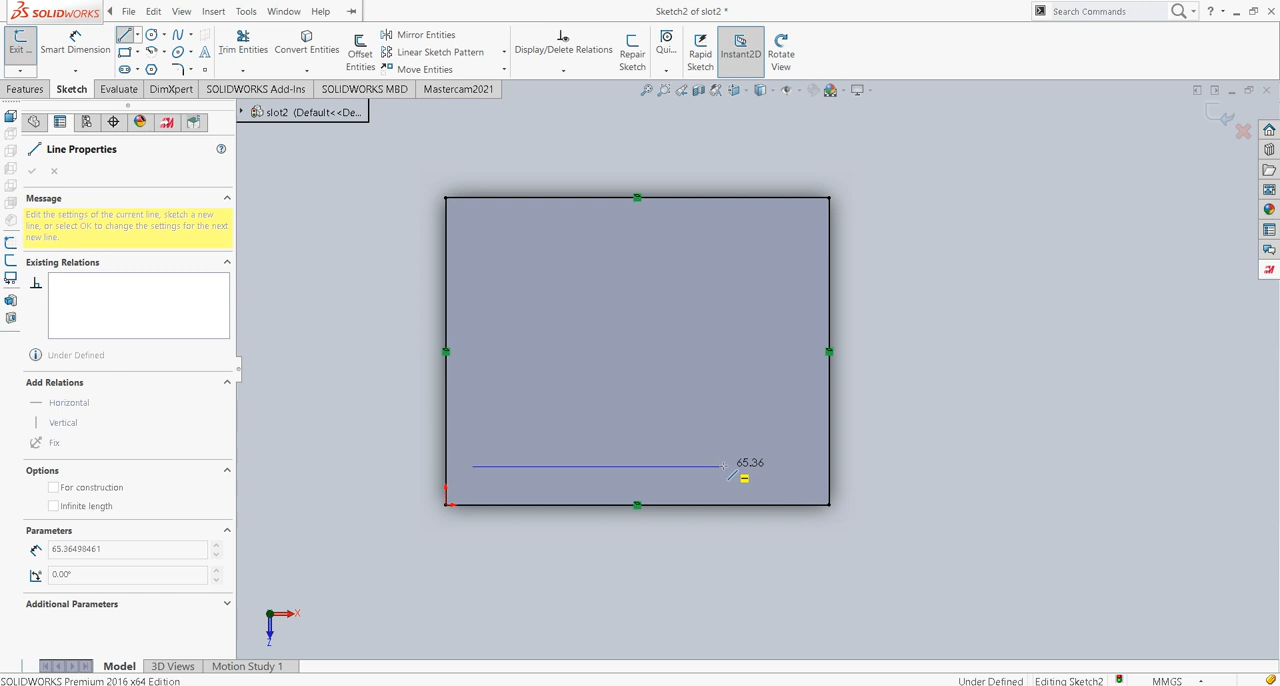 SOLIDWORKS File Edit View Insert Tools Window Help Sketch2 of slot2 * Search Commands ?
Exit ... Smart Dimension Trim Entities Convert Entities Offset Entities Mirror Entities Linear Sketch Pattern Move Entities Display/Delete Relations Repair Sketch Qui... Rapid Sketch Instant2D Rotate View
Features Sketch Evaluate DimXpert SOLIDWORKS Add-Ins SOLIDWORKS MBD Mastercam2021
slot2 (Default<<De...
Line Properties
Message
Edit the settings of the current line, sketch a new
line, or select OK to change the settings for the next
new line.
Existing Relations
Under Defined
Add Relations
Horizontal
Vertical
Fix
Options
For construction
Infinite length
Parameters
65.36498461
0.00°
Additional Parameters
65.36
X
Z
Model 3D Views Motion Study 1
SOLIDWORKS Premium 2016 x64 Edition Under Defined Editing Sketch2 MMGS